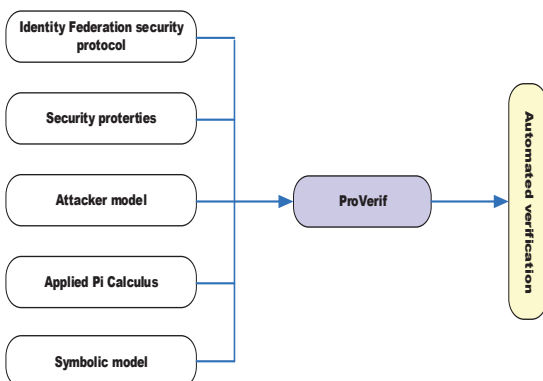 Identity Federation security
protocol
Security proterties
Attacker model
Applied Pi Calculus
Symbolic model
ProVerif
Automated verification